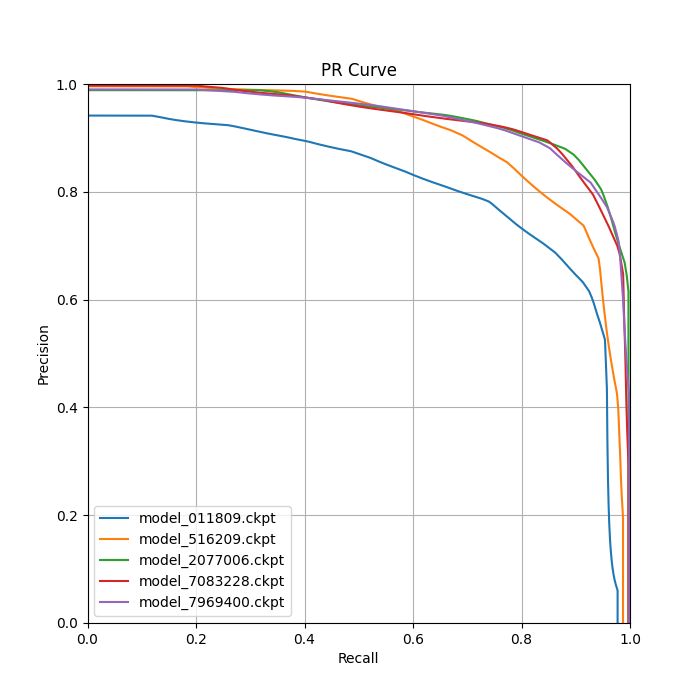 PR Curve
1.0
0.8
0.6
0.4
0.2
0.0
Precision
model_011809.ckpt
model_516209.ckpt
model_2077006.ckpt
model_7083228.ckpt
model_7969400.ckpt
0.0 0.2 0.4 0.6 0.8 1.0
Recall